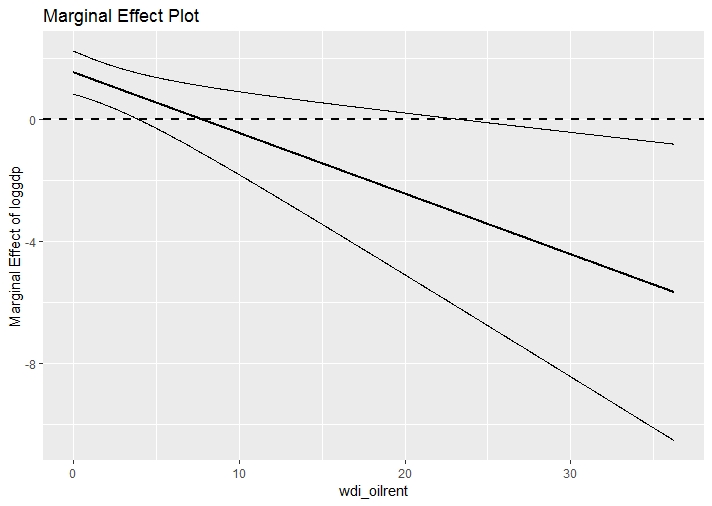 Marginal Effect Plot
Marginal Effect of loggdp
0
-4
-8
0 10 20 30
wdi_oilrent